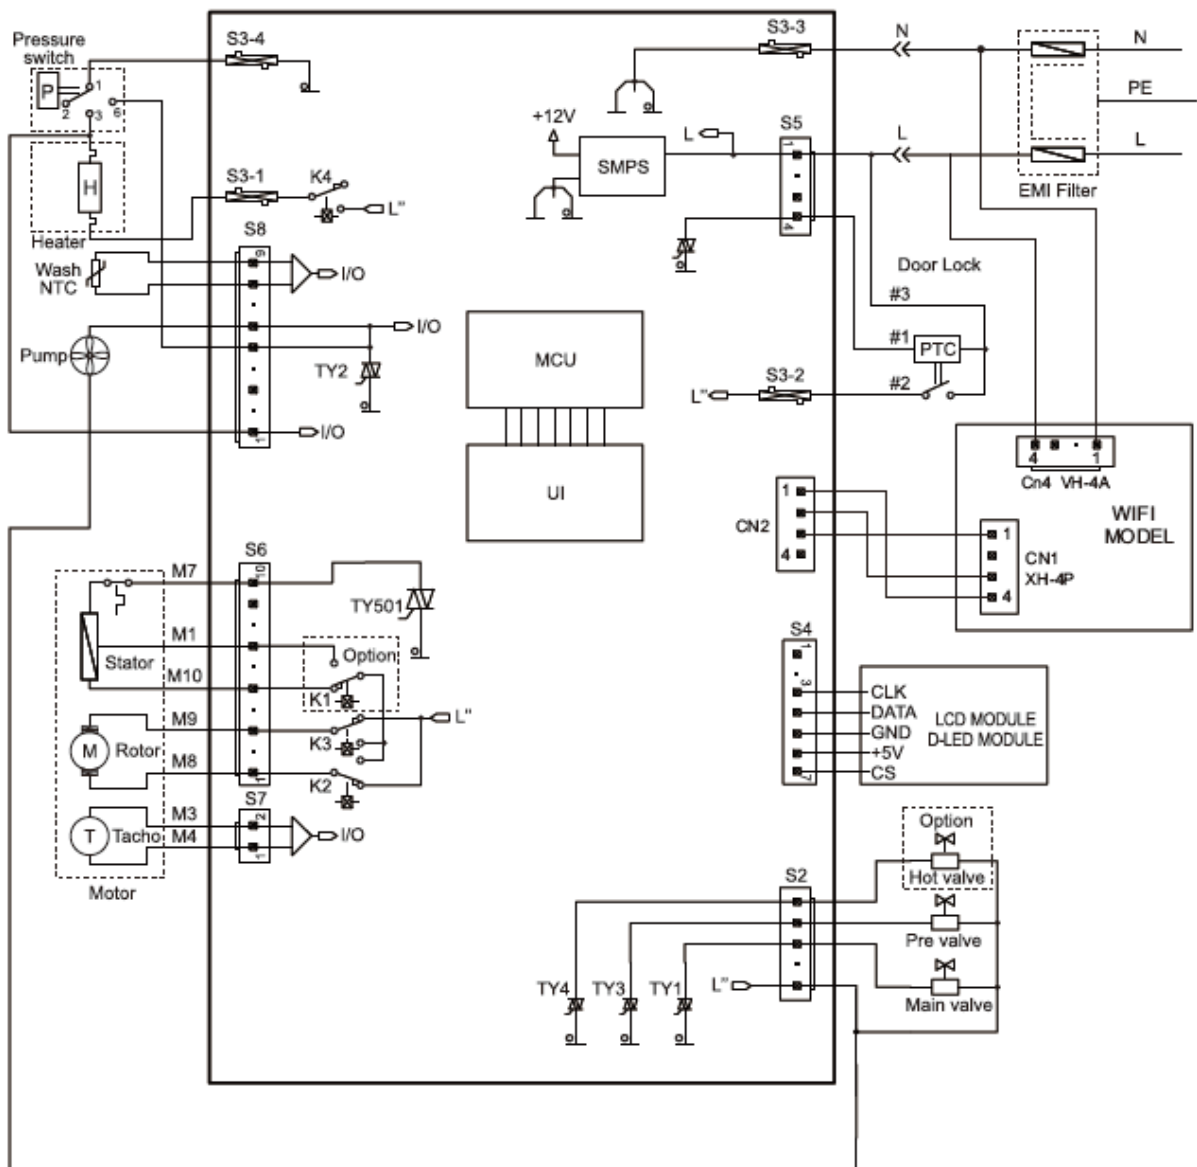 Pressure
switch
P
1
2
3
6
H
Heater
Wash
NTC
Pump
S3-4
S3-1
K4
L"
S8
9
I/O
I/O
TY2
1
I/O
+12V
SMPS
L
MCU
UI
S3-3
N
S5
1
4
L
N
PE
L
EMI Filter
Door Lock
#3
#1
PTC
#2
S3-2
L"
4
1
Cn4 VH-4A
WIFI
MODEL
1
CN1
XH-4P
4
1
CN2
4
S6
10
M7
TY501
M1
Stator
M10
Option
K1
M9
M
Rotor
K3
L"
M8
1
K2
S7
M3
2
T
Tacho
M4
1
I/O
Motor
S4
1
3
CLK
DATA
GND
+5V
7
CS
LCD MODULE
D-LED MODULE
Option
Hot valve
S2
Pre valve
TY4
TY3
TY1
L"
Main valve